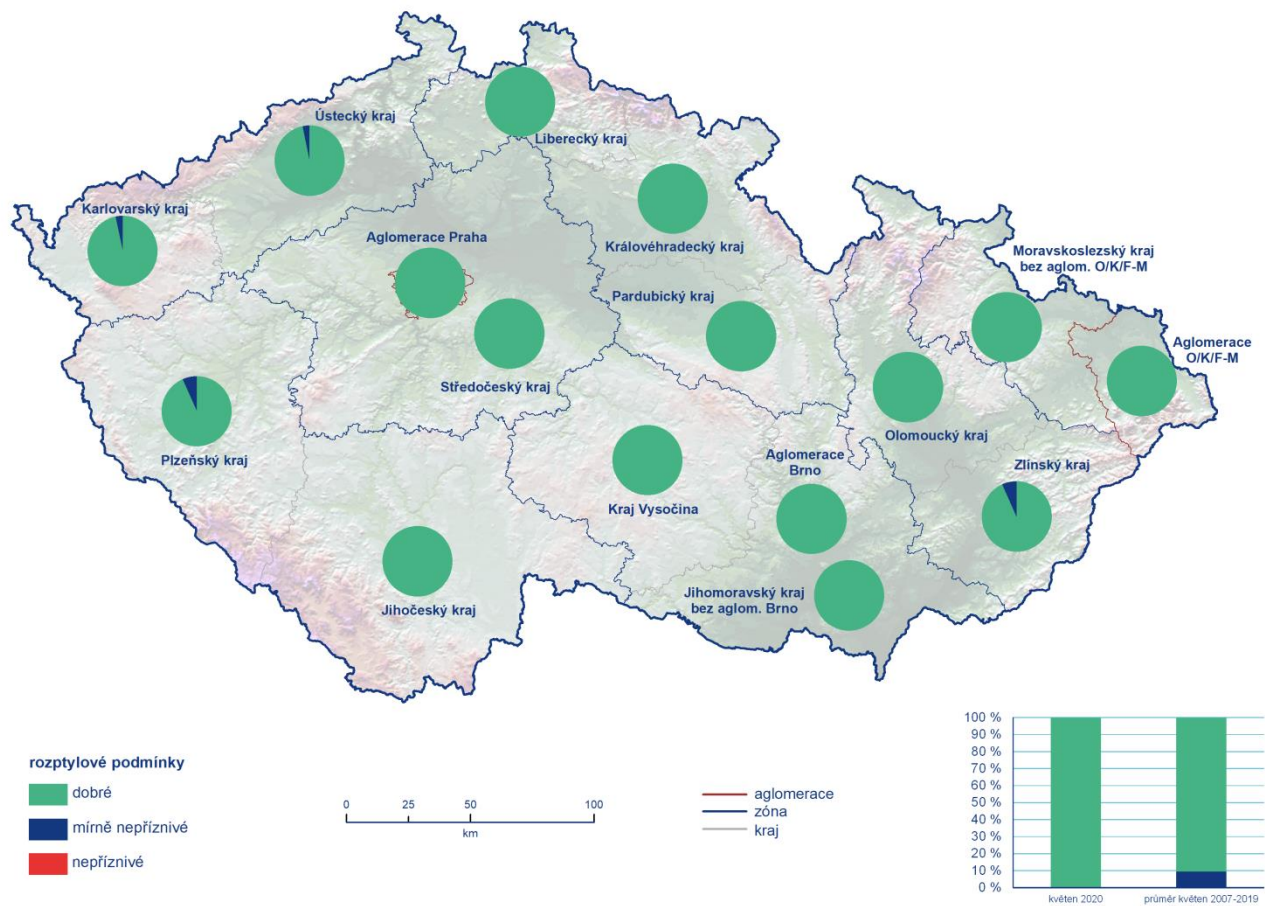 Ústecký kraj
Liberecký kraj
Karlovarský kraj
Královéhradecký kraj
Aglomerace Praha
Moravskoslezský kraj
bez aglom. O/K/F-M
Pardubický kraj
Aglomerace
O/K/F-M
Středočeský kraj
Plzeňský kraj
Olomoucký kraj
Aglomerace
Brno
Zlínský kraj
Kraj Vysočina
Jihočeský kraj
Jihomoravský kraj
bez aglom. Brno
rozptylové podmínky
dobré
mírně nepříznivé
nepříznivé
0 25 50 100
km
aglomerace
zóna
kraj
100 %
90 %
80 %
70 %
60 %
50 %
40 %
30 %
20 %
10 %
0 %
květen 2020
průměr květen 2007-2019